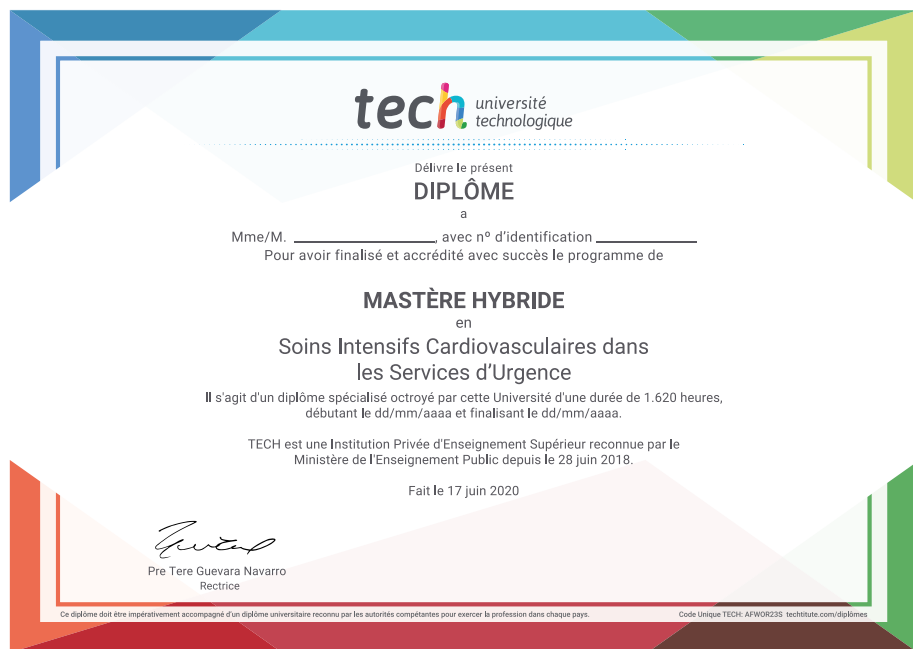 tech université
technologique
Délivre le présent
DIPLÔME
a
Mme/M. ____________, avec nº d'identification ____________
Pour avoir finalisé et accrédité avec succès le programme de
MASTÈRE HYBRIDE
en
Soins Intensifs Cardiovasculaires dans
les Services d'Urgence
Il s'agit d'un diplôme spécialisé octroyé par cette Université d'une durée de 1.620 heures,
débutant le dd/mm/aaaa et finalisant le dd/mm/aaaa.
TECH est une Institution Privée d'Enseignement Supérieur reconnue par le
Ministère de l'Enseignement Public depuis le 28 juin 2018.
Fait le 17 juin 2020
Pre Tere Guevara Navarro
Rectrice
Ce diplôme doit être impérativement accompagné d'un diplôme universitaire reconnu par les autorités compétentes pour exercer la profession dans chaque pays.
Code Unique TECH: AFWOR23S techtitute.com/diplômes